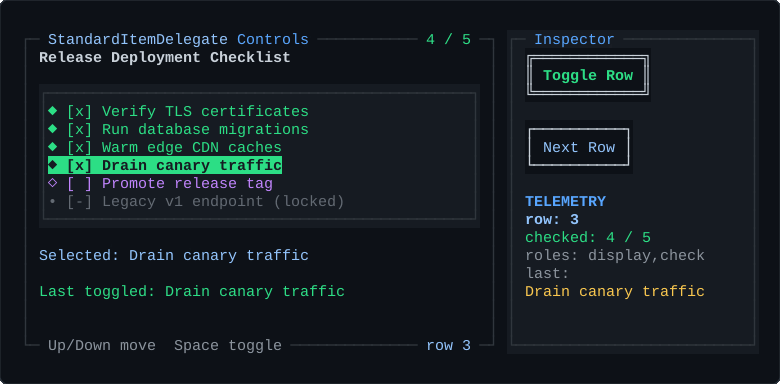 StandardItemDelegate Controls 4 / 5
Release Deployment Checklist
◆ [x] Verify TLS certificates
◆ [x] Run database migrations
◆ [x] Warm edge CDN caches
◆ [x] Drain canary traffic
◇ [ ] Promote release tag
• [-] Legacy v1 endpoint (locked)
Selected: Drain canary traffic
Last toggled: Drain canary traffic
Up/Down move  Space toggle row 3
Inspector
Toggle Row
Next Row
TELEMETRY
row: 3
checked: 4 / 5
roles: display,check
last:
Drain canary traffic